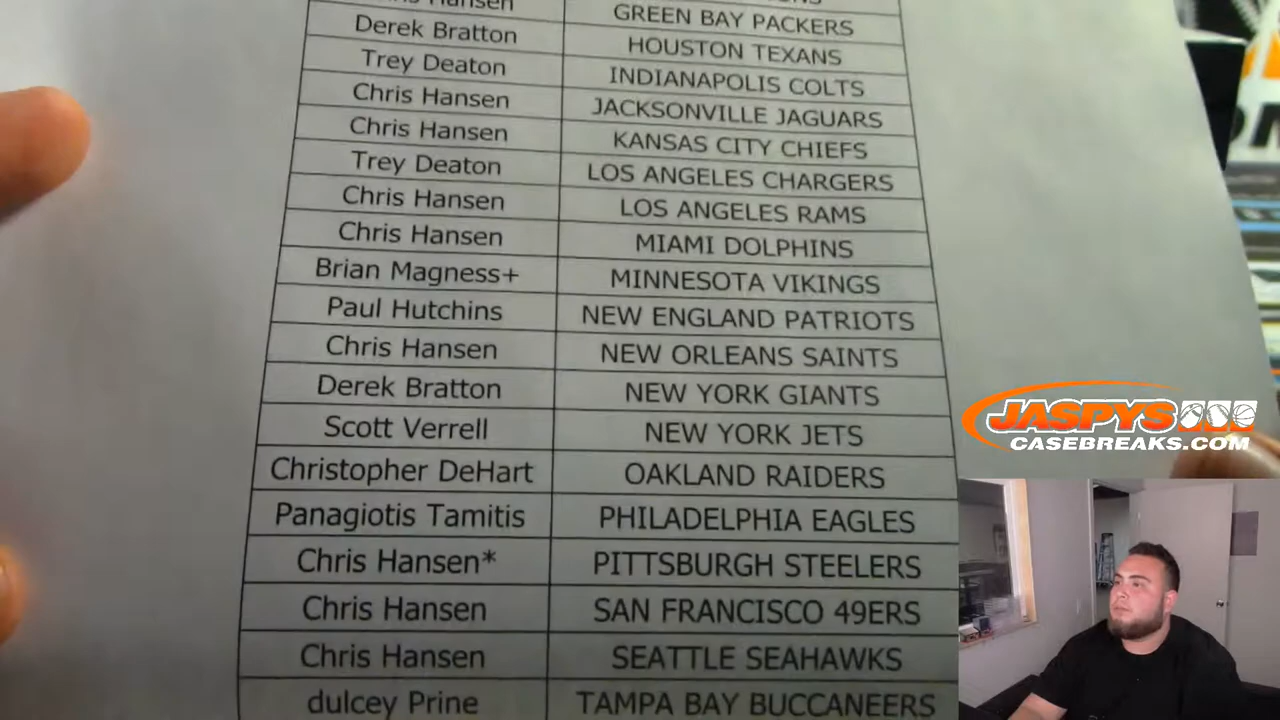 Hansen GREEN BAY PACKERS
Derek Bratton HOUSTON TEXANS
Trey Deaton INDIANAPOLIS COLTS
Chris Hansen JACKSONVILLE JAGUARS
Chris Hansen KANSAS CITY CHIEFS
Trey Deaton LOS ANGELES CHARGERS
Chris Hansen LOS ANGELES RAMS
Chris Hansen MIAMI DOLPHINS
Brian Magness+ MINNESOTA VIKINGS
Paul Hutchins NEW ENGLAND PATRIOTS
Chris Hansen NEW ORLEANS SAINTS
Derek Bratton NEW YORK GIANTS
Scott Verrell NEW YORK JETS
Christopher DeHart OAKLAND RAIDERS
Panagiotis Tamitis PHILADELPHIA EAGLES
Chris Hansen* PITTSBURGH STEELERS
Chris Hansen SAN FRANCISCO 49ERS
Chris Hansen SEATTLE SEAHAWKS
dulcey Prine TAMPA BAY BUCCANEERS
JASPYS
CASEBREAKS.COM